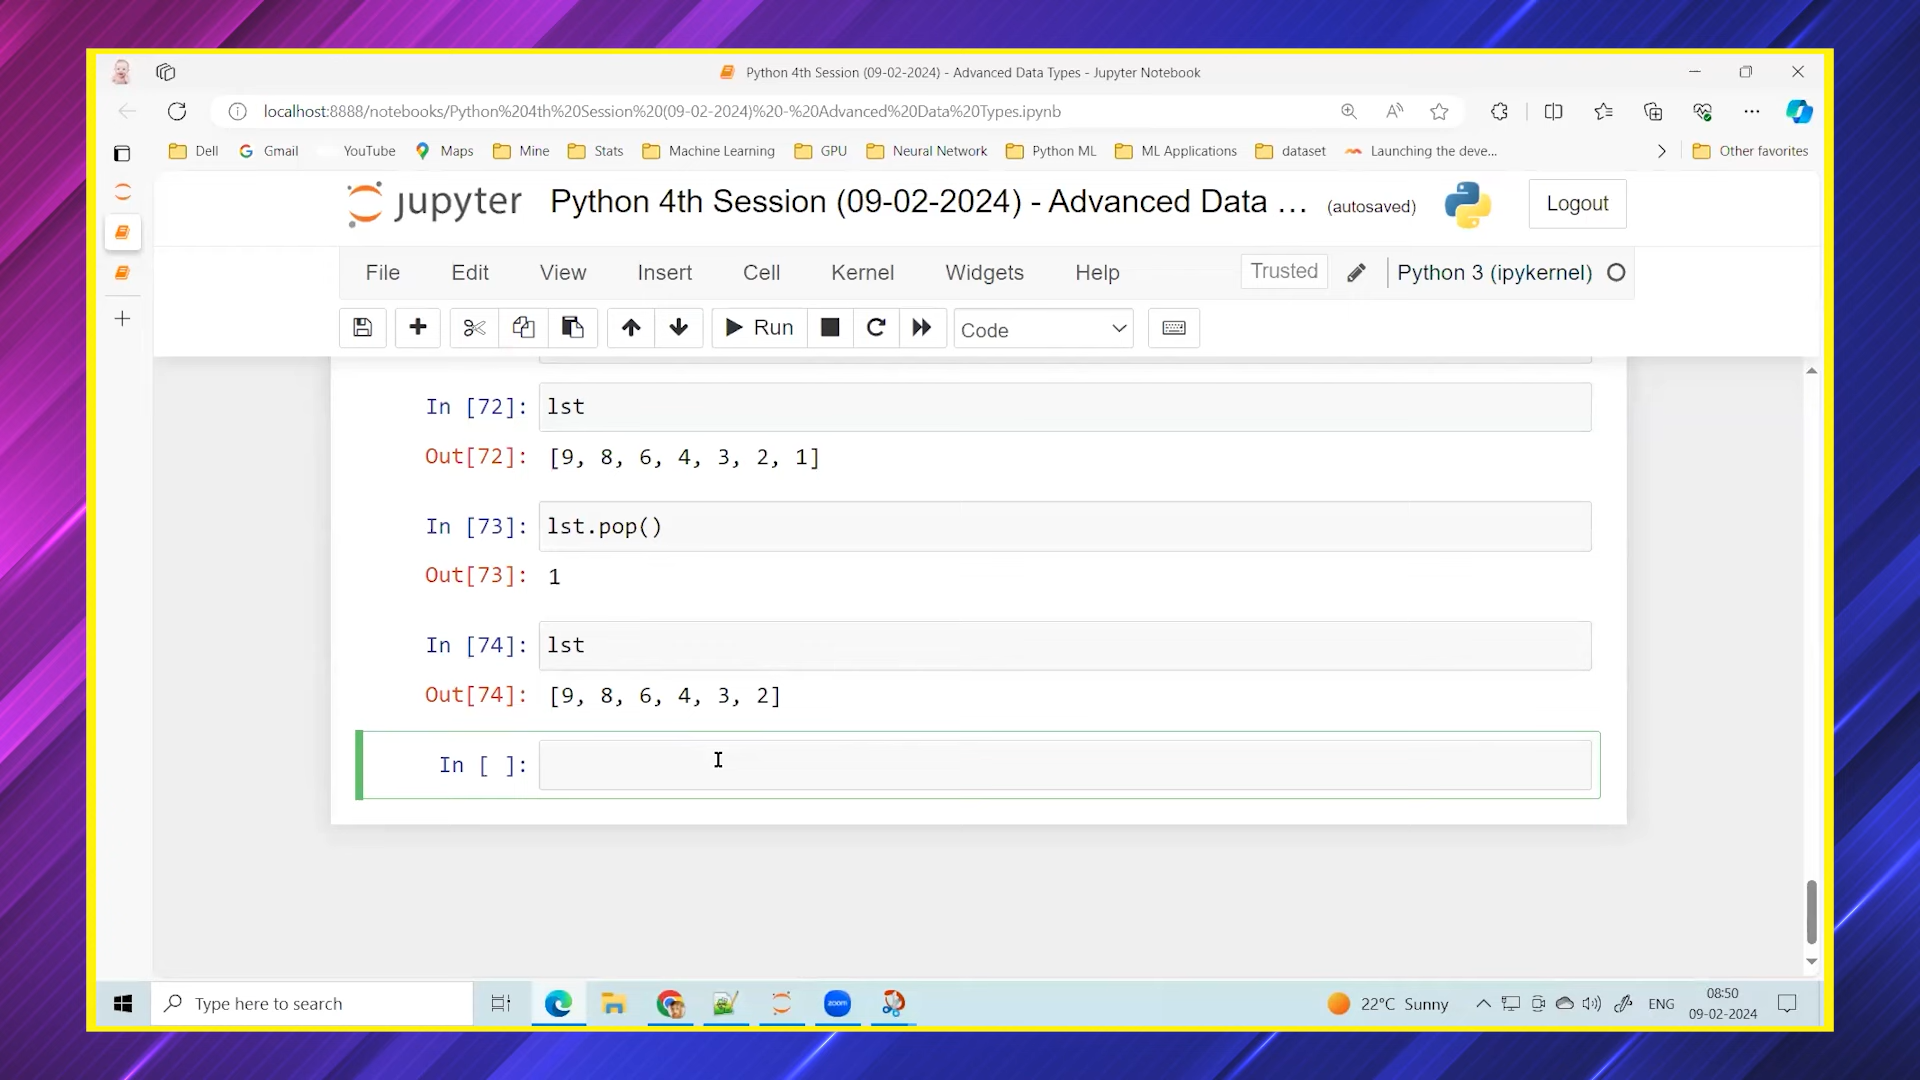 Python 4th Session (09-02-2024) - Advanced Data Types - Jupyter Notebook
localhost:8888/notebooks/Python%204th%20Session%20(09-02-2024)%20-%20Advanced%20Data%20Types.ipynb
Dell Gmail YouTube Maps Mine Stats Machine Learning GPU Neural Network Python ML ML Applications dataset Launching the deve... Other favorites
jupyter Python 4th Session (09-02-2024) - Advanced Data ... (autosaved) Logout
File Edit View Insert Cell Kernel Widgets Help Trusted Python 3 (ipykernel)
Run Code
In [72]: lst
Out[72]: [9, 8, 6, 4, 3, 2, 1]
In [73]: lst.pop()
Out[73]: 1
In [74]: lst
Out[74]: [9, 8, 6, 4, 3, 2]
In [ ]:
Type here to search zoom 22°C Sunny ENG 08:50
09-02-2024